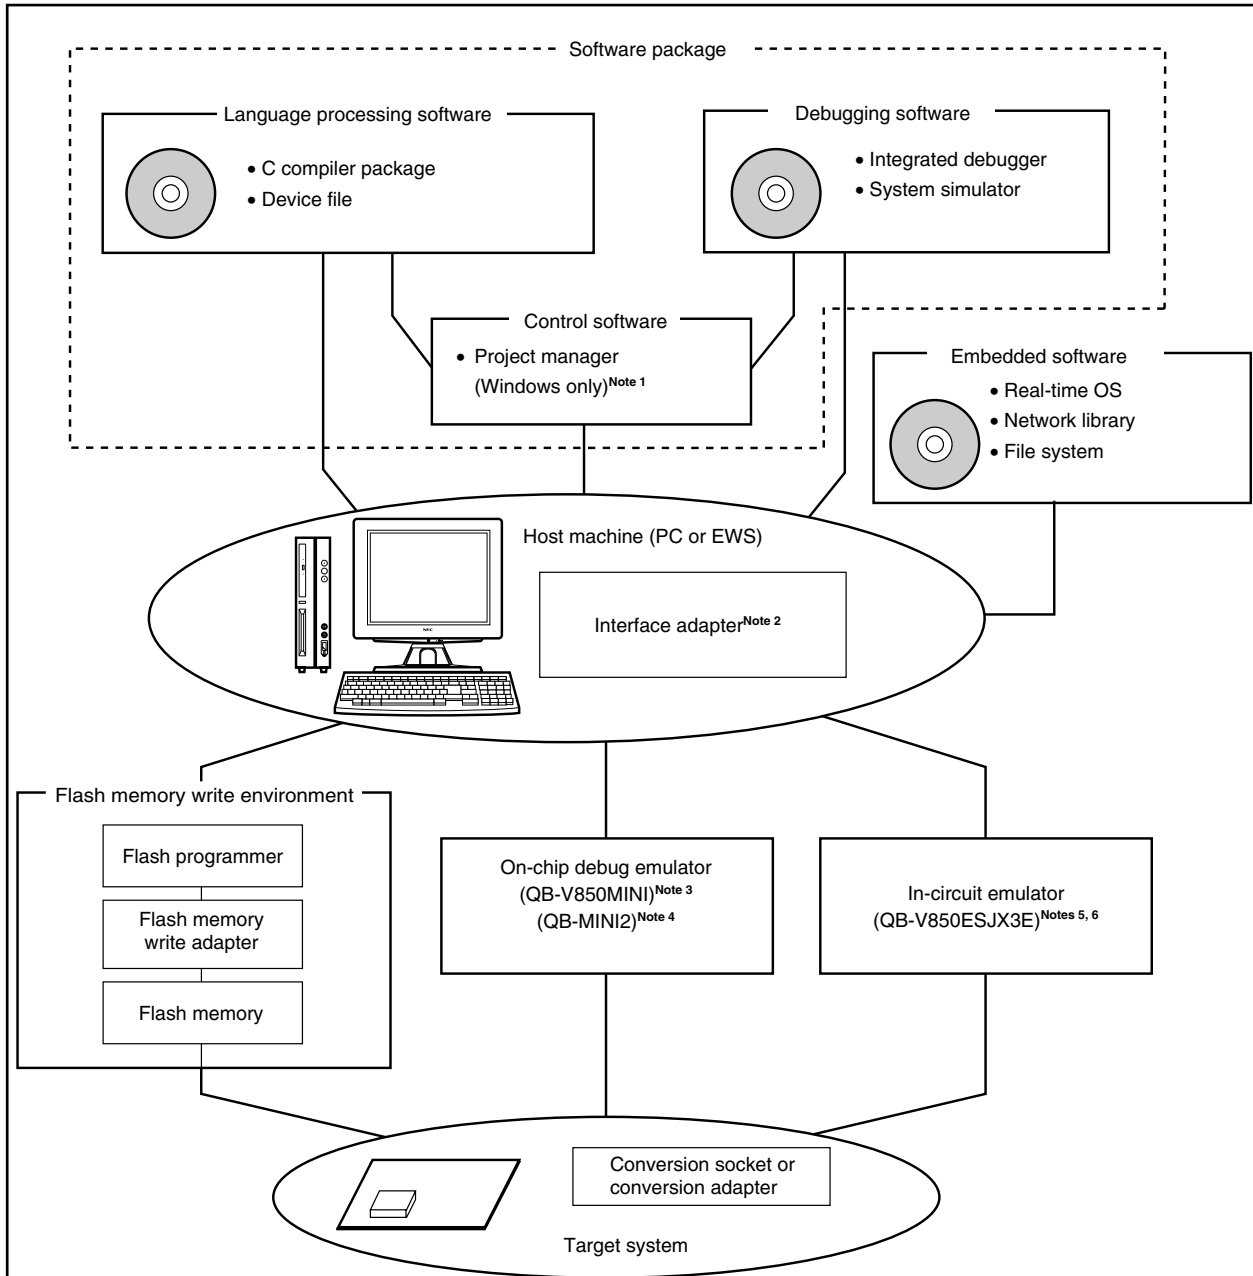 Software package
Language processing software
• C compiler package
• Device file
Debugging software
• Integrated debugger
• System simulator
Control software
• Project manager
(Windows only)Note 1
Embedded software
• Real-time OS
• Network library
• File system
Host machine (PC or EWS)
Interface adapterNote 2
NEC
Flash memory write environment
Flash programmer
Flash memory
write adapter
Flash memory
On-chip debug emulator
(QB-V850MINI)Note 3
(QB-MINI2)Note 4
In-circuit emulator
(QB-V850ESJX3E)Notes 5, 6
Conversion socket or
conversion adapter
Target system